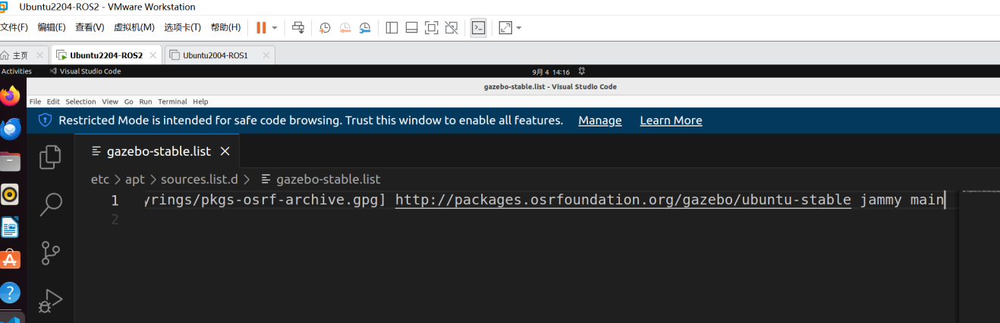 Ubuntu2204-ROS2 - VMware Workstation
文件(F) 编辑(E) 查看(V) 虚拟机(M) 选项卡(T) 帮助(H)
主页 Ubuntu2204-ROS2 Ubuntu2004-ROS1
Activities Visual Studio Code 9月 4 14:16
gazebo-stable.list - Visual Studio Code
File Edit Selection View Go Run Terminal Help
Restricted Mode is intended for safe code browsing. Trust this window to enable all features. Manage Learn More
gazebo-stable.list
etc > apt > sources.list.d > gazebo-stable.list
1 yrings/pkgs-osrf-archive.gpg] http://packages.osrfoundation.org/gazebo/ubuntu-stable jammy main
2